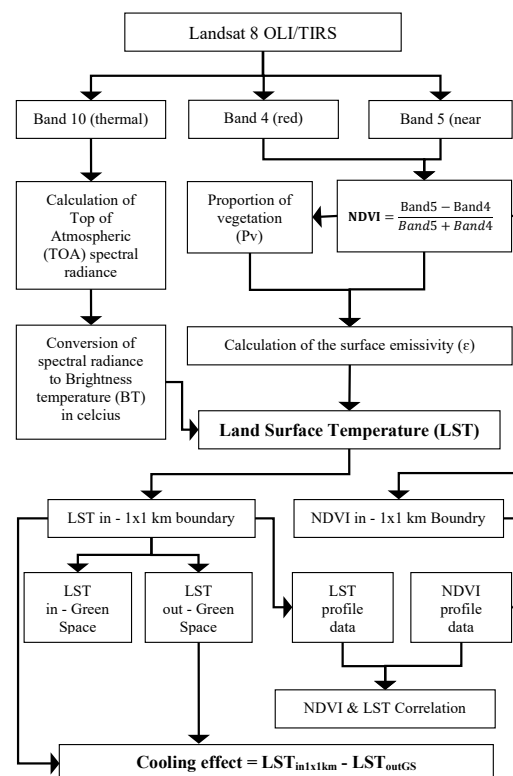 Landsat 8 OLI/TIRS
Band 10 (thermal)
Band 4 (red)
Band 5 (near
Calculation of
Top of
Atmospheric
(TOA) spectral
radiance
Proportion of
vegetation
(Pv)
NDVI = (Band5 − Band4) / (Band5 + Band4)
Conversion of
spectral radiance
to Brightness
temperature (BT)
in celcius
Calculation of the surface emissivity (ε)
Land Surface Temperature (LST)
LST in - 1x1 km boundary
NDVI in - 1x1 km Boundry
LST
in - Green
Space
LST
out - Green
Space
LST
profile
data
NDVI
profile
data
NDVI & LST Correlation
Cooling effect = LSTin1x1km - LSToutGS